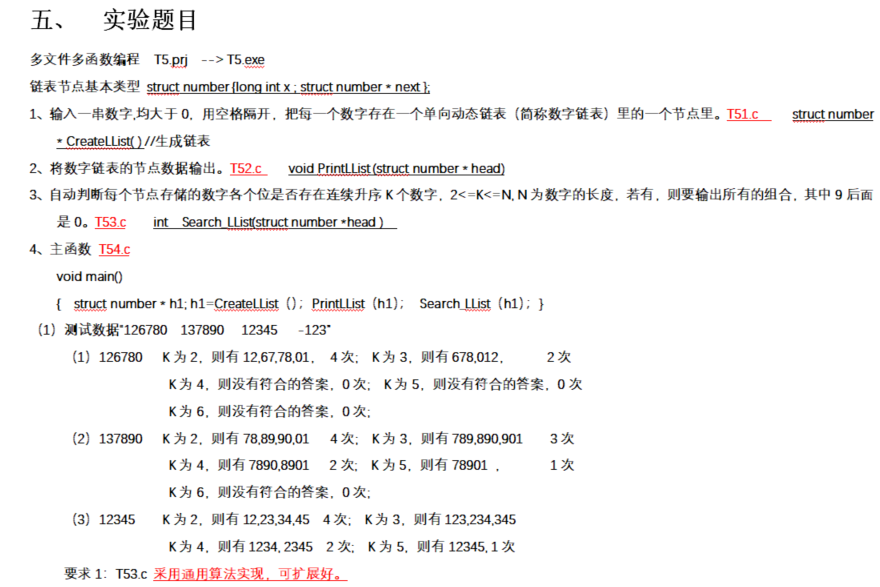 五、 实验题目
多文件多函数编程 T5.prj --> T5.exe
链表节点基本类型 struct number {long int x ; struct number * next };
1、输入一串数字,均大于 0，用空格隔开，把每一个数字存在一个单向动态链表（简称数字链表）里的一个节点里。T51.c struct number
* CreateLList( ) //生成链表
2、将数字链表的节点数据输出。T52.c void PrintLList (struct number * head)
3、自动判断每个节点存储的数字各个位是否存在连续升序 K 个数字，2<=K<=N, N 为数字的长度，若有，则要输出所有的组合，其中 9 后面
是 0。T53.c int Search_LList(struct number *head )
4、主函数 T54.c
void main()
{ struct number * h1; h1=CreateLList（）；PrintLList（h1）； Search_LList（h1）；}
（1）测试数据“126780 137890 12345 -123”
（1）126780 K 为 2，则有 12,67,78,01， 4 次； K 为 3，则有 678,012， 2 次
K 为 4，则没有符合的答案，0 次； K 为 5，则没有符合的答案，0 次
K 为 6，则没有符合的答案，0 次；
（2）137890 K 为 2，则有 78,89,90,01 4 次； K 为 3，则有 789,890,901 3 次
K 为 4，则有 7890,8901 2 次； K 为 5，则有 78901 ， 1 次
K 为 6，则没有符合的答案，0 次；
（3）12345 K 为 2，则有 12,23,34,45 4 次； K 为 3，则有 123,234,345
K 为 4，则有 1234, 2345 2 次； K 为 5，则有 12345, 1 次
要求 1：T53.c 采用通用算法实现，可扩展好。